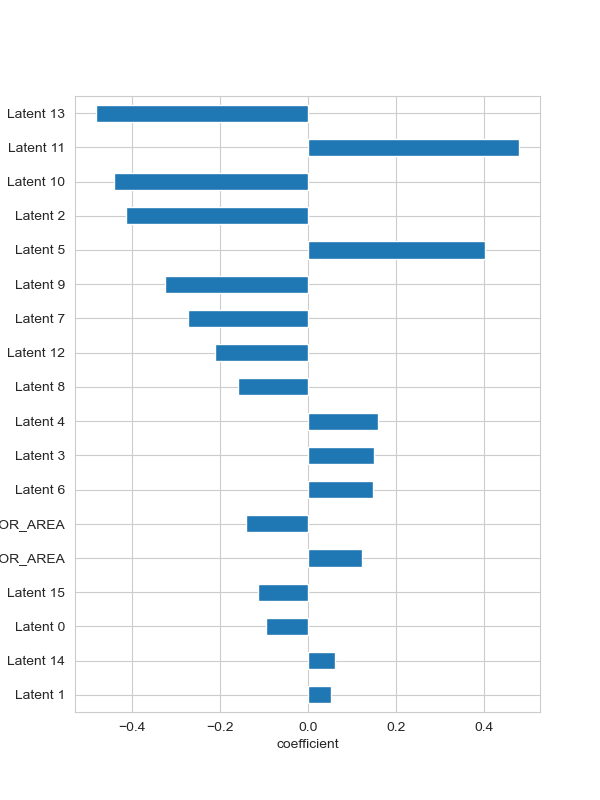 Latent 13
Latent 11
Latent 10
Latent 2
Latent 5
Latent 9
Latent 7
Latent 12
Latent 8
Latent 4
Latent 3
Latent 6
OR_AREA
OR_AREA
Latent 15
Latent 0
Latent 14
Latent 1
−0.4 −0.2 0.0 0.2 0.4
coefficient